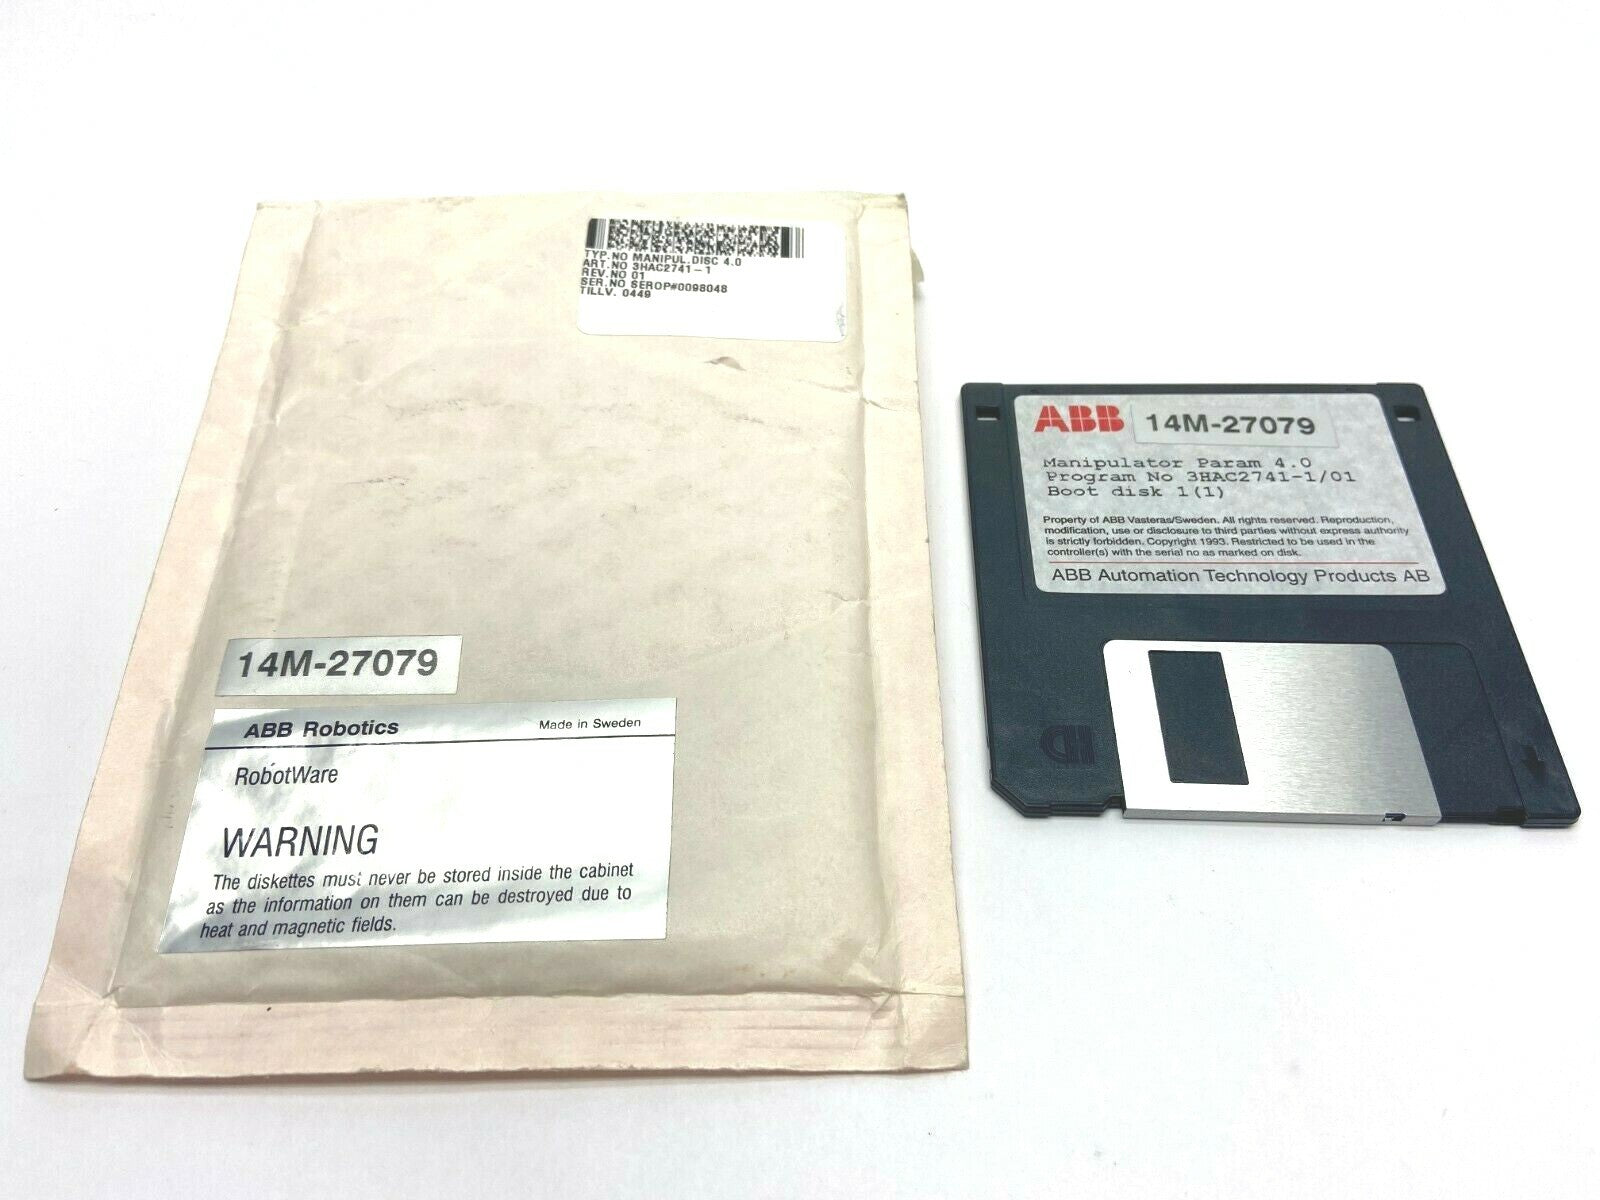 TYP.NO MANIPUL.DISC 4.0
ART.NO 3HAC2741-1
REV.NO 01
SER.NO SEROP#0098048
TILLV. 0449
14M-27079
ABB Robotics Made in Sweden
RobotWare
WARNING
The diskettes must never be stored inside the cabinet
as the information on them can be destroyed due to
heat and magnetic fields.
ABB 14M-27079
Manipulator Param 4.0
Program No 3HAC2741-1/01
Boot disk 1(1)
Property of ABB Vasteras/Sweden. All rights reserved. Reproduction,
modification, use or disclosure to third parties without express authority
is strictly forbidden. Copyright 1993. Restricted to be used in the
controller(s) with the serial no as marked on disk.
ABB Automation Technology Products AB
HD